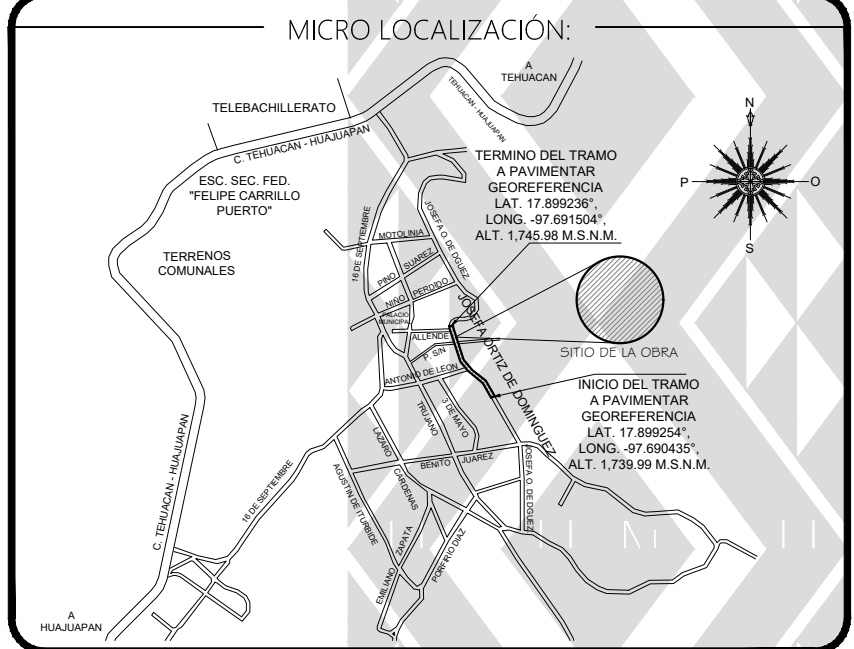 MICRO LOCALIZACIÓN:
A
TEHUACAN
TEHUACAN - HUAJUAPAN
TELEBACHILLERATO
C. TEHUACAN - HUAJUAPAN
ESC. SEC. FED.
"FELIPE CARRILLO
PUERTO"
TERRENOS
COMUNALES
TERMINO DEL TRAMO
A PAVIMENTAR
GEOREFERENCIA
LAT. 17.899236°,
LONG. -97.691504°,
ALT. 1,745.98 M.S.N.M.
N
P
O
S
16 DE SEPTIEMBRE
JOSEFA O. DE DGUEZ
MOTOLINIA
PINO SUAREZ
NIÑO PERDIDO
PALACIO
MUNICIPAL
ALLENDE
P. S/N
ANTONIO DE LEON
JOSEFA ORTIZ DE DOMINGUEZ
SITIO DE LA OBRA
INICIO DEL TRAMO
A PAVIMENTAR
GEOREFERENCIA
LAT. 17.899254°,
LONG. -97.690435°,
ALT. 1,739.99 M.S.N.M.
TRUJANO
3 DE MAYO
LAZARO CARDENAS
BENITO JUAREZ
JOSEFA O. DE DGUEZ
C. TEHUACAN - HUAJUAPAN
16 DE SEPTIEMBRE
AGUSTIN DE ITURBIDE
EMILIANO ZAPATA
PORFIRIO DIAZ
A
HUAJUAPAN